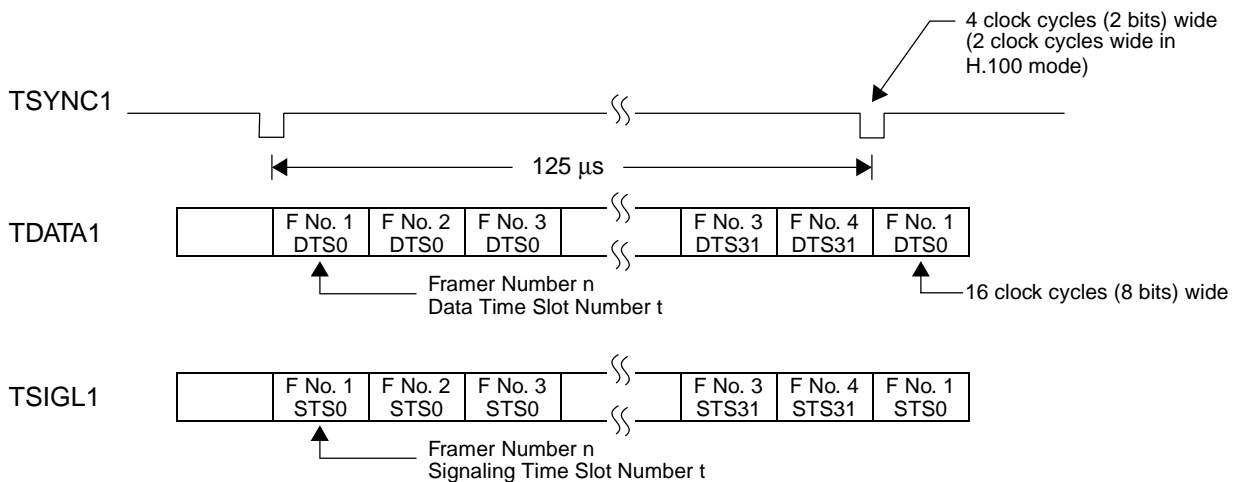 4 clock cycles (2 bits) wide
(2 clock cycles wide in
H.100 mode)
TSYNC1
125 μs
TDATA1
F No. 1 F No. 2 F No. 3 F No. 3 F No. 4 F No. 1
DTS0 DTS0 DTS0 DTS31 DTS31 DTS0
Framer Number n
Data Time Slot Number t
16 clock cycles (8 bits) wide
TSIGL1
F No. 1 F No. 2 F No. 3 F No. 3 F No. 4 F No. 1
STS0 STS0 STS0 STS31 STS31 STS0
Framer Number n
Signaling Time Slot Number t